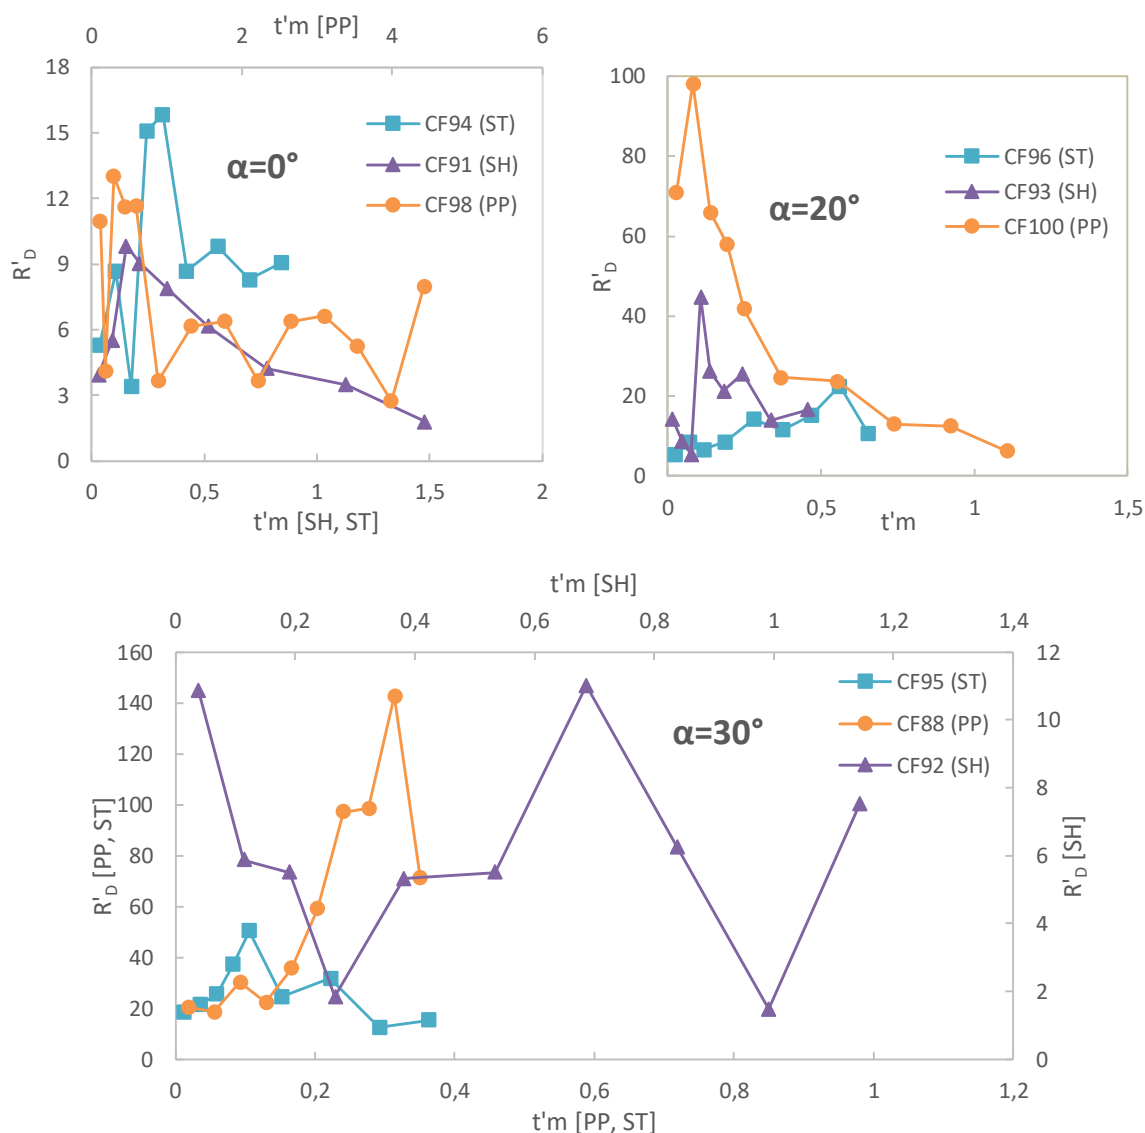 t'm [PP]
0 2 4 6
R'D
18
15
12
9
6
3
0
CF94 (ST)
CF91 (SH)
CF98 (PP)
α=0°
0 0,5 1 1,5 2
t'm [SH, ST]
R'D
100
80
60
40
20
0
CF96 (ST)
CF93 (SH)
CF100 (PP)
α=20°
0 0,5 1 1,5
t'm
t'm [SH]
0 0,2 0,4 0,6 0,8 1 1,2 1,4
R'D [PP, ST]
160
140
120
100
80
60
40
20
0
CF95 (ST)
CF88 (PP)
CF92 (SH)
α=30°
12
10
8
6
4
2
0
R'D [SH]
0 0,2 0,4 0,6 0,8 1 1,2
t'm [PP, ST]